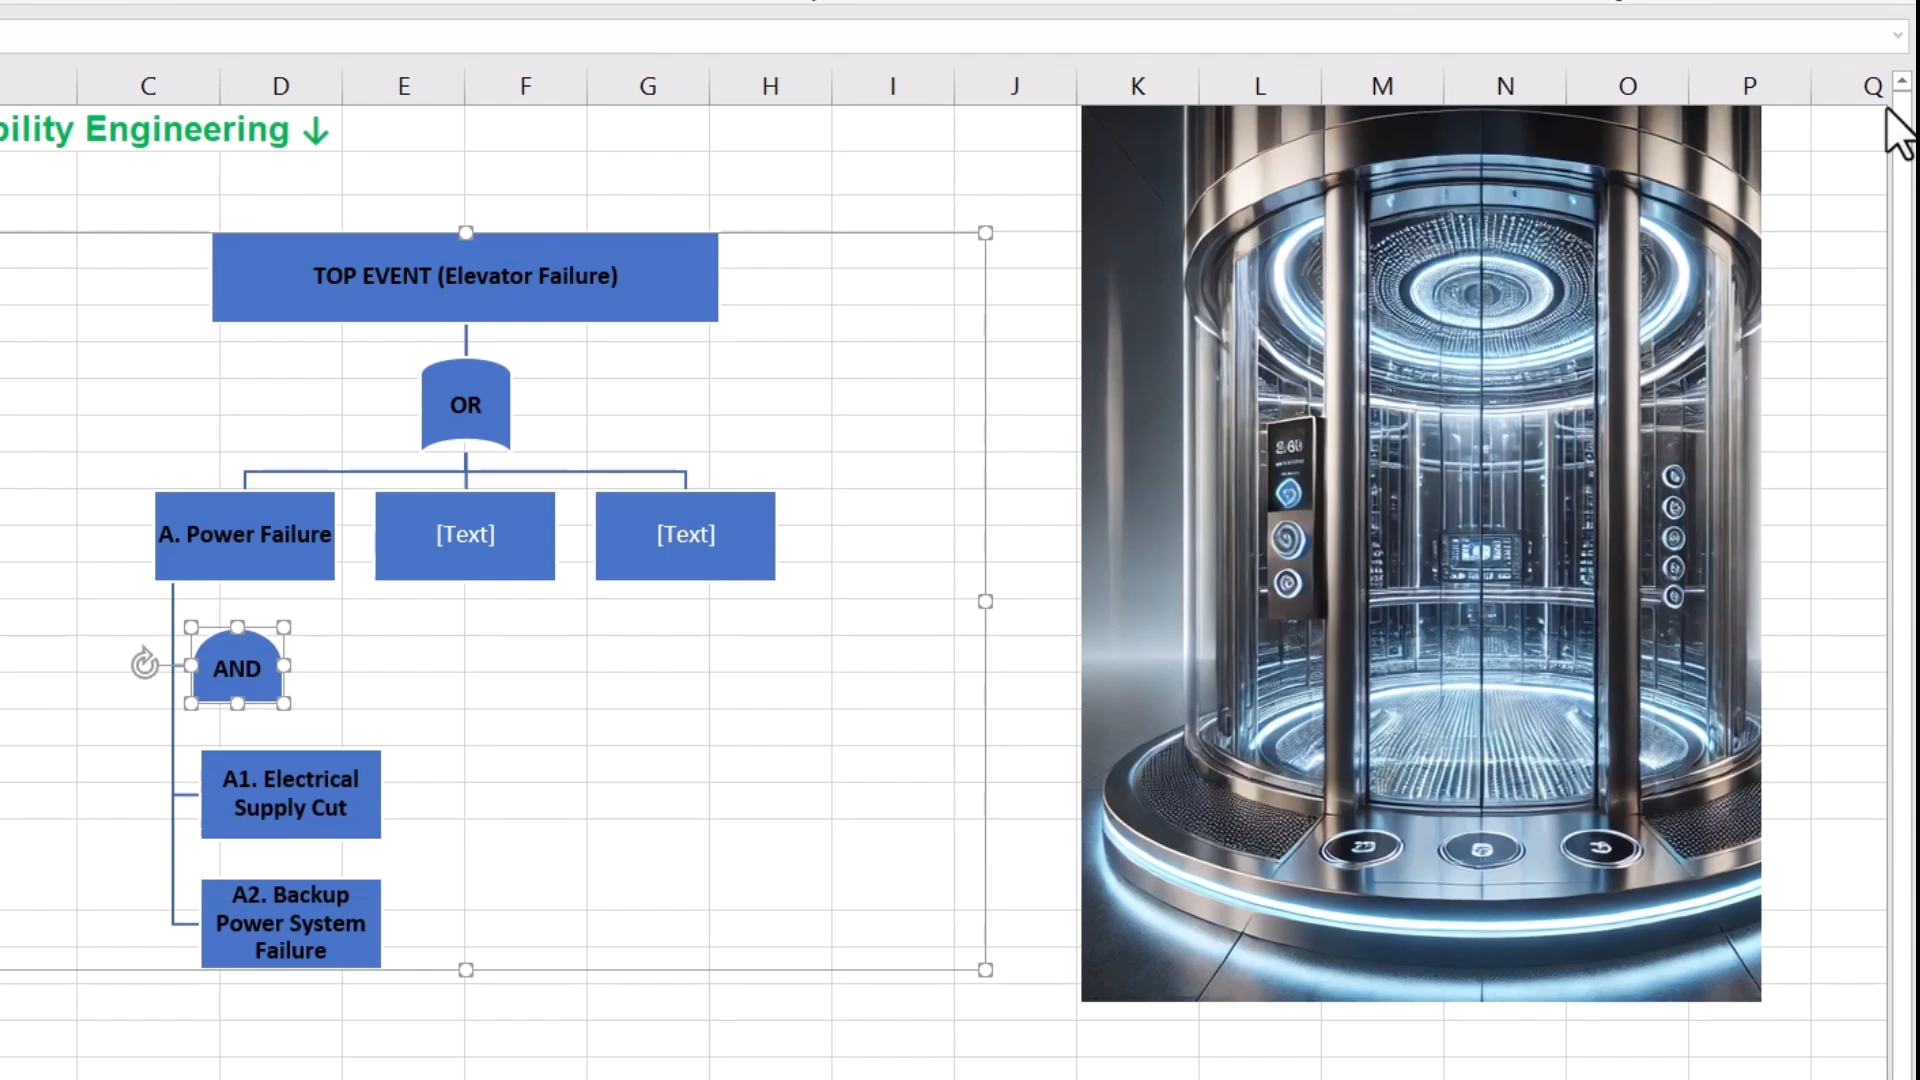 C D E F G H I J K L M N O P Q
bility Engineering ↓
TOP EVENT (Elevator Failure)
OR
A. Power Failure
[Text]
[Text]
AND
A1. Electrical
Supply Cut
A2. Backup
Power System
Failure